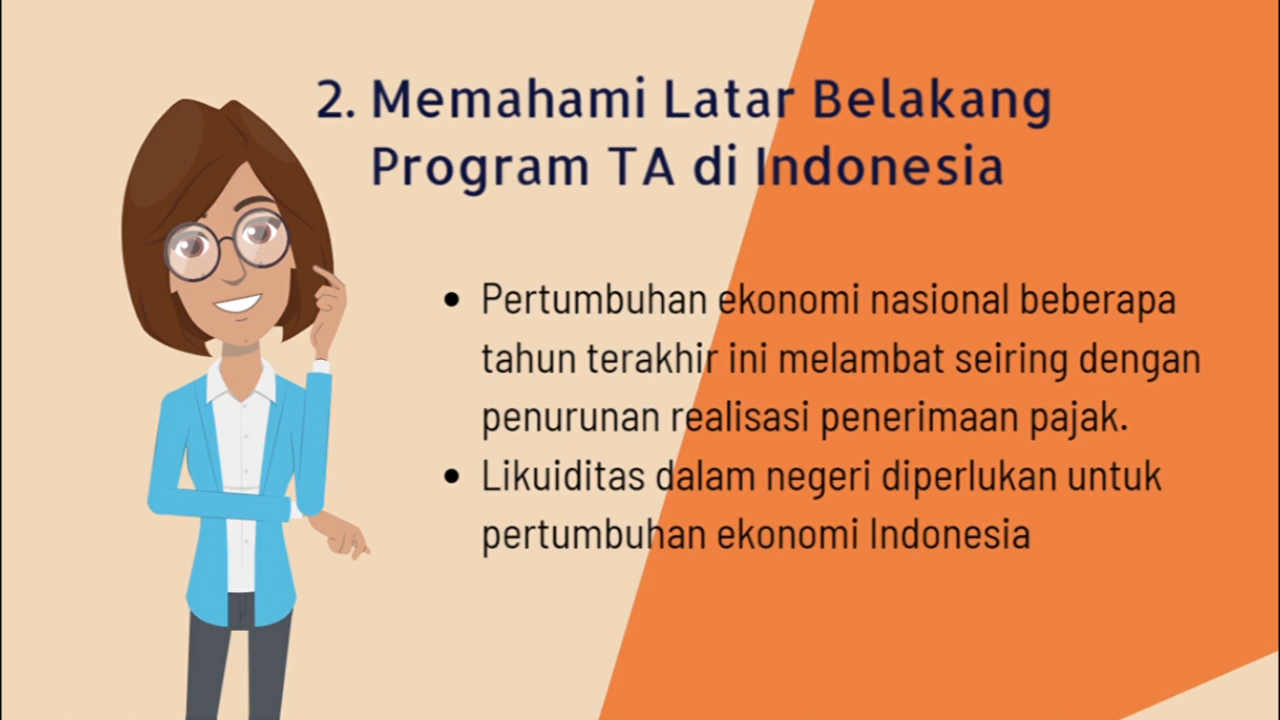 2. Memahami Latar Belakang
Program TA di Indonesia
• Pertumbuhan ekonomi nasional beberapa
tahun terakhir ini melambat seiring dengan
penurunan realisasi penerimaan pajak.
• Likuiditas dalam negeri diperlukan untuk
pertumbuhan ekonomi Indonesia